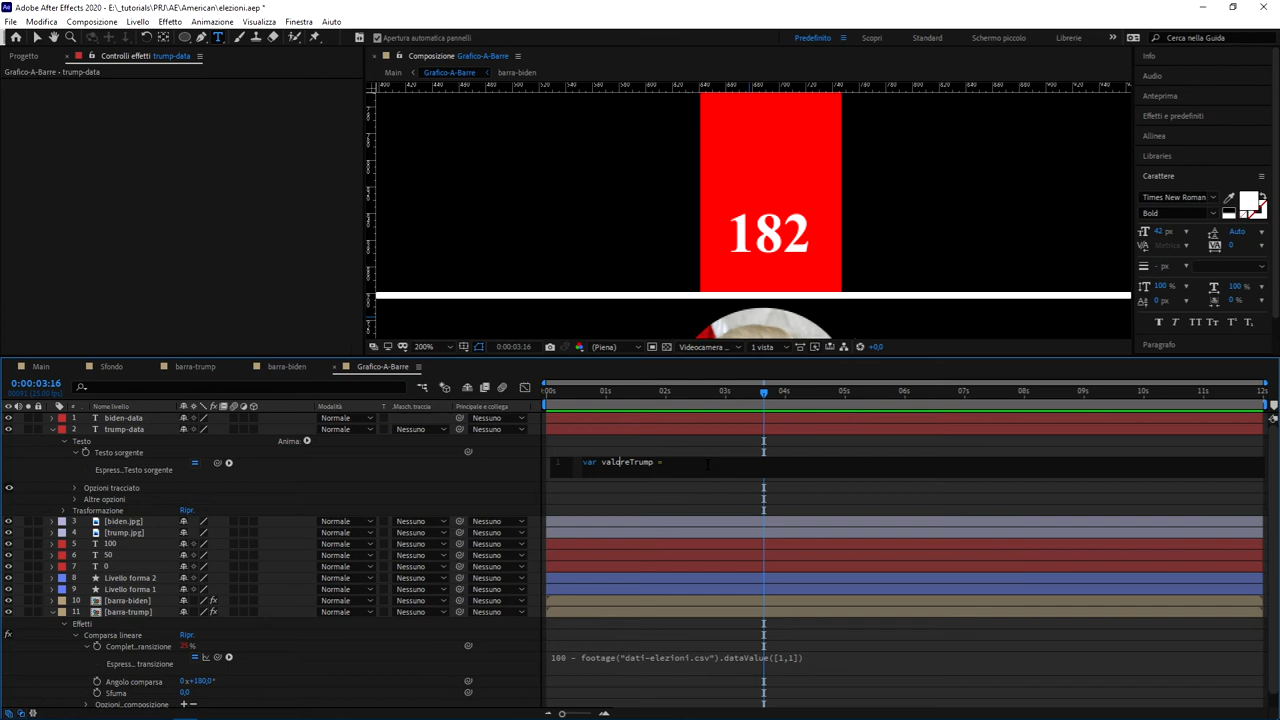 Adobe After Effects 2020 - E:\_tutorials\PRJ\AE\American\elezioni.aep *
File Modifica Composizione Livello Effetto Animazione Visualizza Finestra Aiuto
Apertura automatica pannelli
Predefinito Scopri Standard Schermo piccolo Librerie Cerca nella Guida
Progetto Controlli effetti trump-data
Grafico-A-Barre • trump-data
Composizione Grafico-A-Barre
Main Grafico-A-Barre barra-biden
182
200% 0:00:03:16 (Piena) Videocamera ... 1 vista +0,0
Info
Audio
Anteprima
Effetti e predefiniti
Allinea
Libraries
Carattere
Times New Roman
Bold
42 px Auto
Metrica 0
- px
100 % 100 %
0 px 0 %
Paragrafo
Main Sfondo barra-trump barra-biden Grafico-A-Barre
0:00:03:16
00091 (25.00 fps)
01s 02s 03s 04s 05s 06s 07s 08s 09s 10s 11s 12s
# Nome livello Modalità T .Masch. traccia Principale e collega
1 T biden-data Normale Nessuno
2 T trump-data Normale Nessuno Nessuno
Testo Anima:
Testo sorgente
Espress...Testo sorgente
1 var valoreTrump =
Opzioni tracciato
Altre opzioni
Trasformazione Ripr.
3 [biden.jpg] Normale Nessuno Nessuno
4 [trump.jpg] Normale Nessuno Nessuno
5 T 100 Normale Nessuno Nessuno
6 T 50 Normale Nessuno Nessuno
7 T 0 Normale Nessuno Nessuno
8 Livello forma 2 Normale Nessuno Nessuno
9 Livello forma 1 Normale Nessuno Nessuno
10 [barra-biden] Normale Nessuno Nessuno
11 [barra-trump] Normale Nessuno Nessuno
Effetti
Comparsa lineare Ripr.
Complet...ransizione 25 %
Espress... transizione
100 - footage("dati-elezioni.csv").dataValue([1,1])
Angolo comparsa 0x+180,0°
Sfuma 0,0
Opzioni...composizione + −